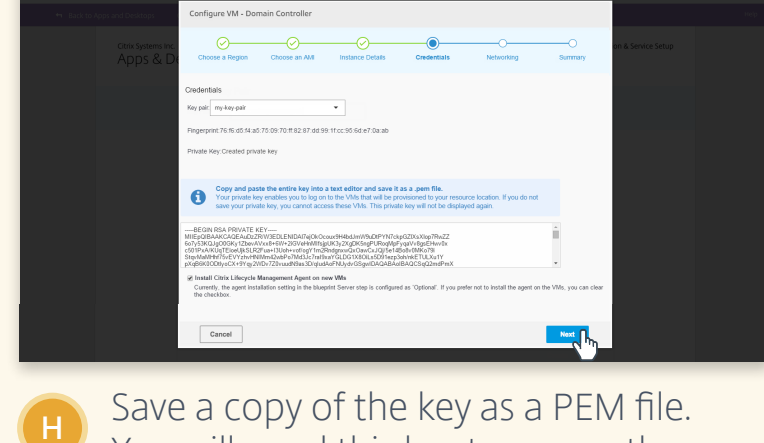 Back to Apps and Desktops
Configure VM - Domain Controller
Citrix Systems Inc.
Apps & De
on & Service Setup
Choose a Region
Choose an AMI
Instance Details
Credentials
Networking
Summary
Credentials
Key pair: my-key-pair
Fingerprint:76:f6:d5:f4:a5:75:09:70:ff:82:87:dd:99:1f:cc:95:6d:e7:0a:ab
Private Key:Created private key
Copy and paste the entire key into a text editor and save it as a .pem file.
Your private key enables you to log on to the VMs that will be provisioned to your resource location. If you do not
save your private key, you cannot access these VMs. This private key will not be displayed again.
-----BEGIN RSA PRIVATE KEY-----
Install Citrix Lifecycle Management Agent on new VMs
Currently, the agent installation setting in the blueprint Server step is configured as 'Optional'. If you prefer not to install the agent on the VMs, you can clear
the checkbox.
Cancel
Next
H
Save a copy of the key as a PEM file.